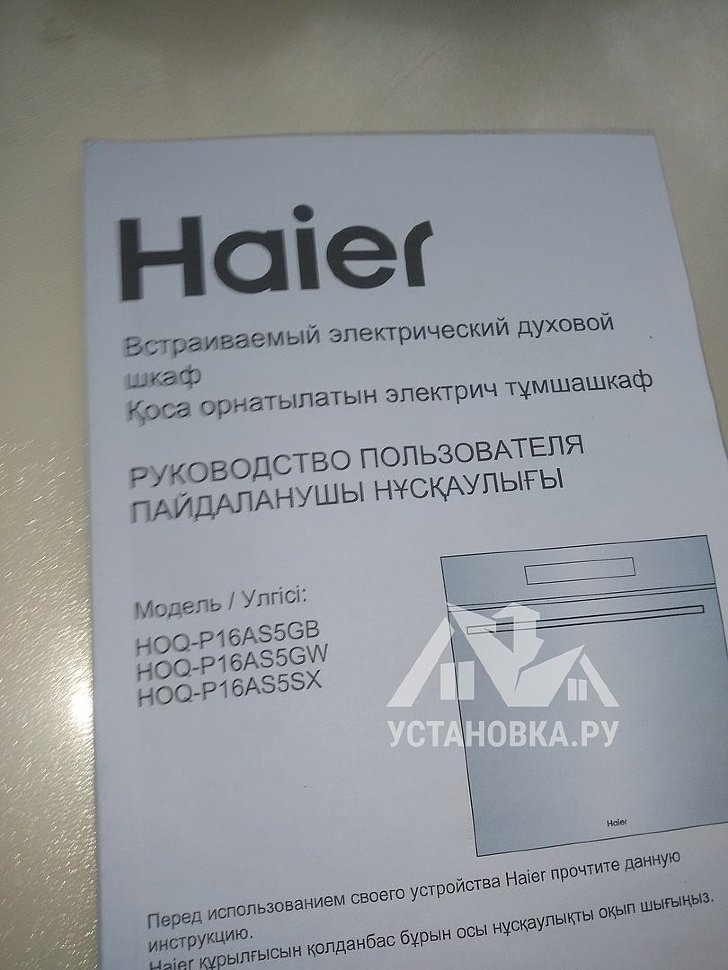 Haier
Встраиваемый электрический духовой
шкаф
Қоса орнатылатын электрич тұмшашкаф
РУКОВОДСТВО ПОЛЬЗОВАТЕЛЯ
ПАЙДАЛАНУШЫ НҰСҚАУЛЫҒЫ
Модель / Улгісі:
HOQ-P16AS5GB
HOQ-P16AS5GW
HOQ-P16AS5SX
УСТАНОВКА.РУ
Haier
Перед использованием своего устройства Haier прочтите данную
инструкцию.
Haier құрылғысын қолданбас бұрын осы нұсқаулықты оқып шығыңыз.